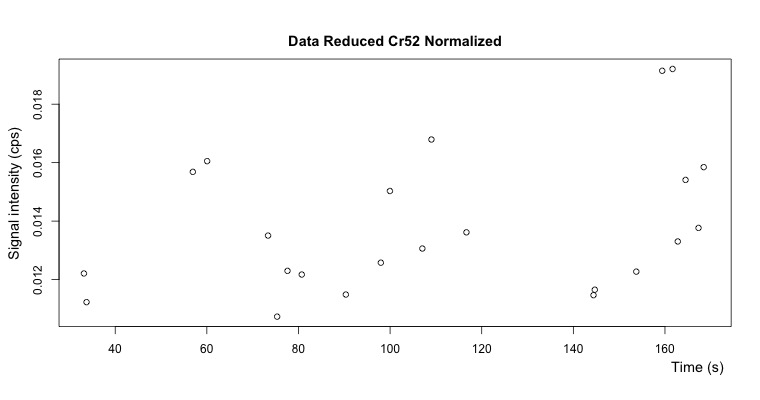 Data Reduced Cr52 Normalized
Signal intensity (cps)
0.018
0.016
0.014
0.012
40 60 80 100 120 140 160
Time (s)